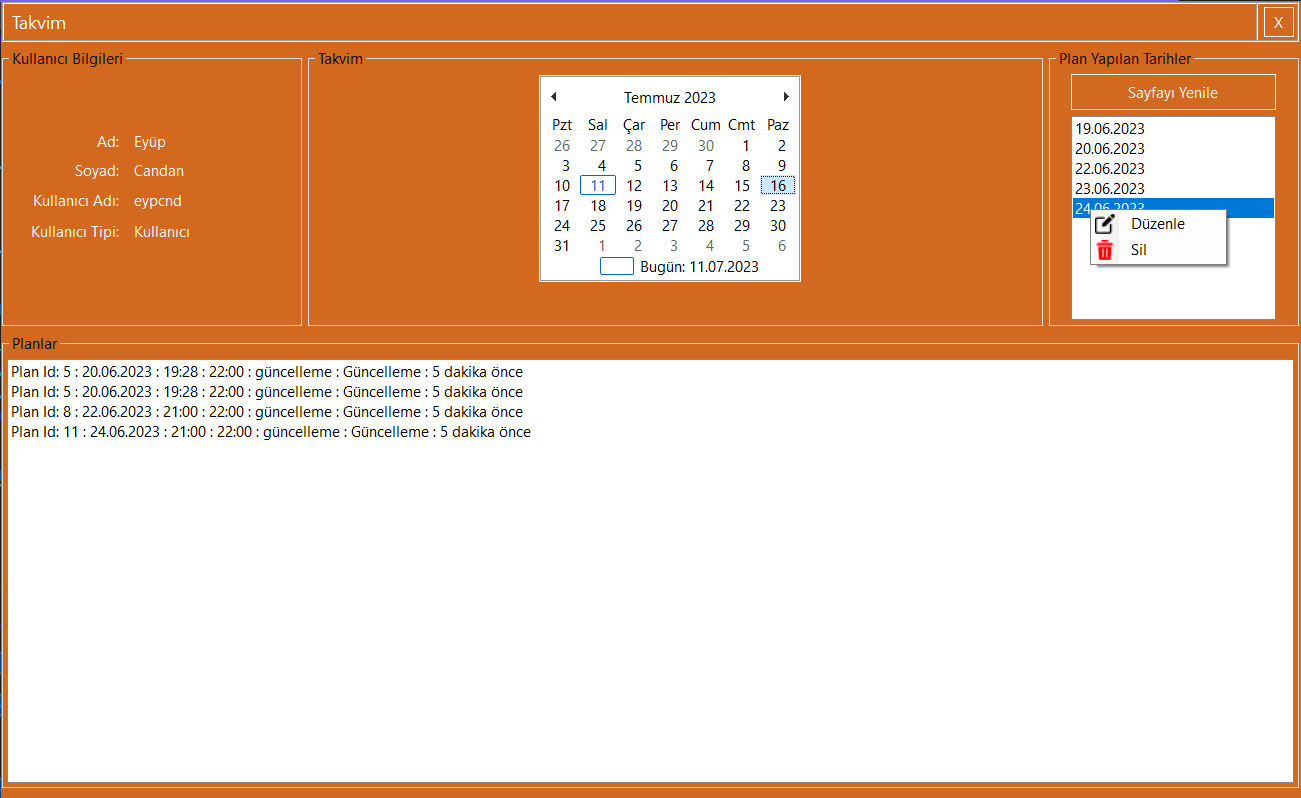 Takvim
X
Kullanıcı Bilgileri
Ad: Eyüp
Soyad: Candan
Kullanıcı Adı: eypcnd
Kullanıcı Tipi: Kullanıcı
Takvim
Temmuz 2023
Pzt Sal Çar Per Cum Cmt Paz
26 27 28 29 30 1 2
3 4 5 6 7 8 9
10 11 12 13 14 15 16
17 18 19 20 21 22 23
24 25 26 27 28 29 30
31 1 2 3 4 5 6
Bugün: 11.07.2023
Plan Yapılan Tarihler
Sayfayı Yenile
19.06.2023
20.06.2023
22.06.2023
23.06.2023
24.06.2023
Düzenle
Sil
Planlar
Plan Id: 5 : 20.06.2023 : 19:28 : 22:00 : güncelleme : Güncelleme : 5 dakika önce
Plan Id: 5 : 20.06.2023 : 19:28 : 22:00 : güncelleme : Güncelleme : 5 dakika önce
Plan Id: 8 : 22.06.2023 : 21:00 : 22:00 : güncelleme : Güncelleme : 5 dakika önce
Plan Id: 11 : 24.06.2023 : 21:00 : 22:00 : güncelleme : Güncelleme : 5 dakika önce